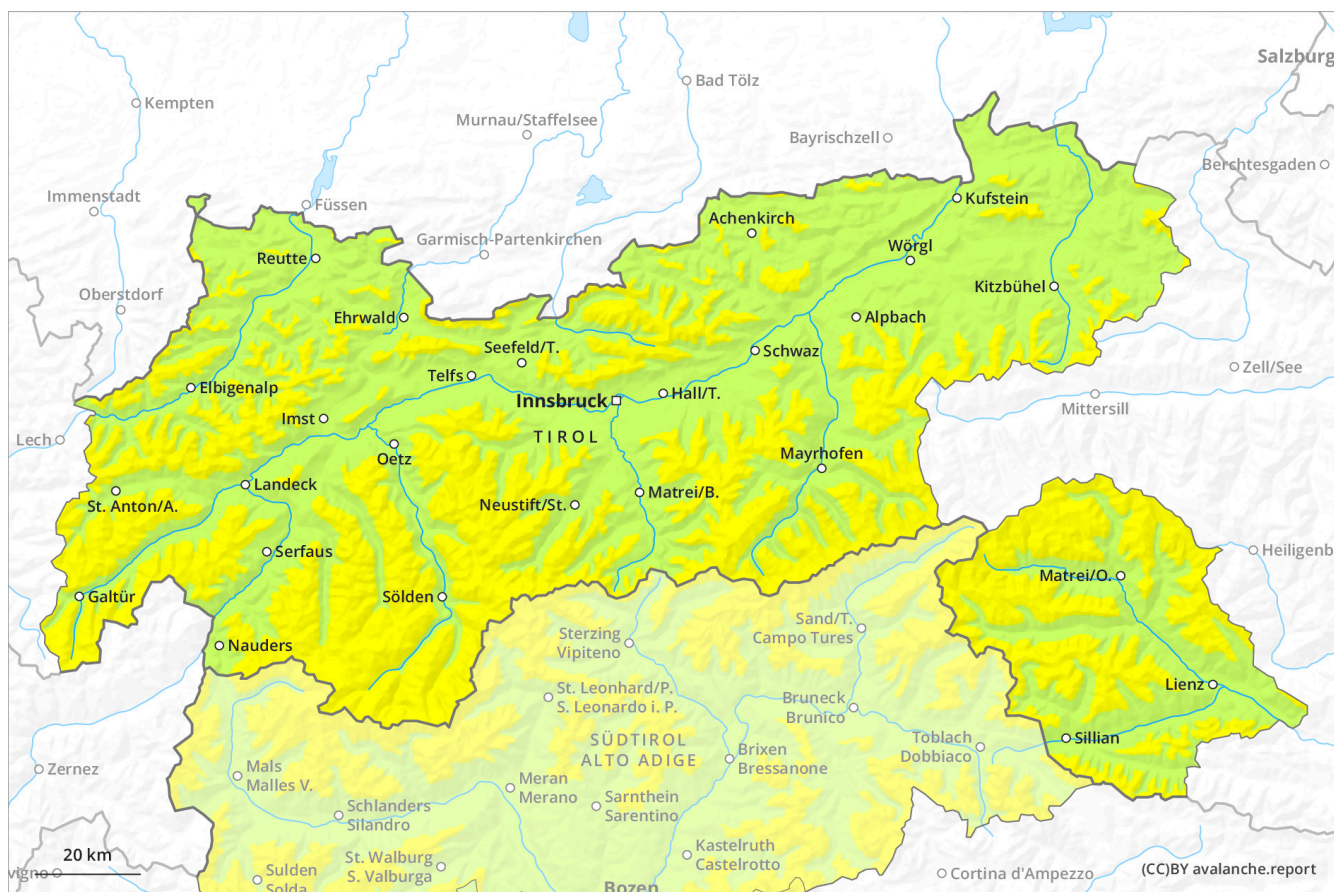 Salzburg
Bad Tölz
Kempten
Murnau/Staffelsee
Bayrischzell
Berchtesgaden
Immenstadt
Füssen
Kufstein
Achenkirch
Garmisch-Partenkirchen
Wörgl
Reutte
Kitzbühel
Oberstdorf
Ehrwald
Alpbach
Seefeld/T.
Schwaz
Zell/See
Telfs
Elbigenalp
Hall/T.
Innsbruck
Mittersill
Imst
TIROL
Lech
Oetz
Mayrhofen
Landeck
Matrei/B.
St. Anton/A.
Neustift/St.
Serfaus
Heiligenb
Matrei/O.
Galtür
Sölden
Sand/T.
Campo Tures
Sterzing
Vipiteno
Nauders
Lienz
St. Leonhard/P.
S. Leonardo i. P.
Bruneck
Brunico
Sillian
SÜDTIROL
ALTO ADIGE
Toblach
Dobbiaco
Brixen
Bressanone
Zernez
Mals
Malles V.
Meran
Merano
Sarnthein
Sarentino
Schlanders
Silandro
Kastelruth
Castelrotto
20 km
St. Walburg
S. Valburga
vigno
Sulden
Solda
Cortina d'Ampezzo
(CC)BY avalanche.report
Bozen